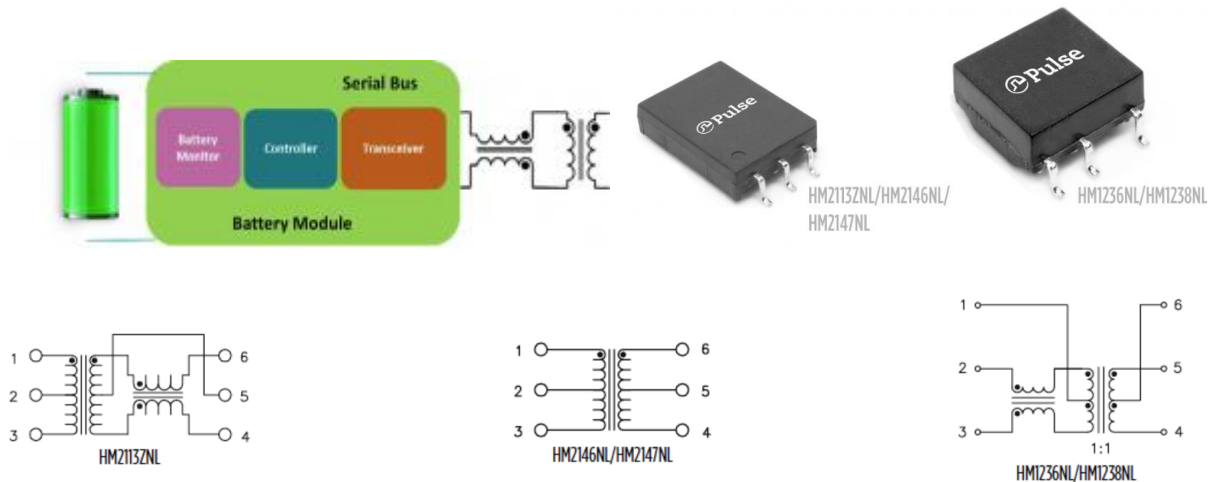 Serial Bus
Battery
Monitor
Controller
Transceiver
Battery Module
Pulse
HM2113ZNL/HM2146NL/
HM2147NL
Pulse
HM1236NL/HM1238NL
1
2
3
6
5
4
HM2113ZNL
1
2
3
6
5
4
HM2146NL/HM2147NL
1
2
3
6
5
4
1:1
HM1236NL/HM1238NL